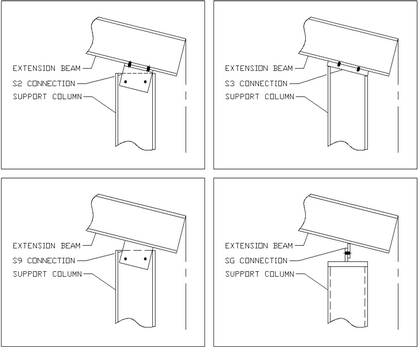 EXTENSION BEAM
S2 CONNECTION
SUPPORT COLUMN
EXTENSION BEAM
S3 CONNECTION
SUPPORT COLUMN
EXTENSION BEAM
S9 CONNECTION
SUPPORT COLUMN
EXTENSION BEAM
SG CONNECTION
SUPPORT COLUMN